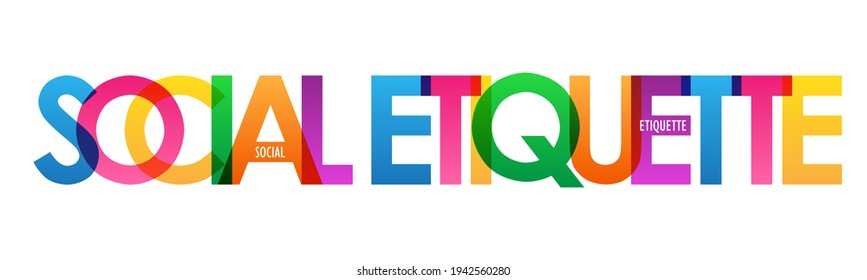 SOCIAL ETIQUETTE
SOCIAL
ETIQUETTE
shutterstock.com · 1942560280